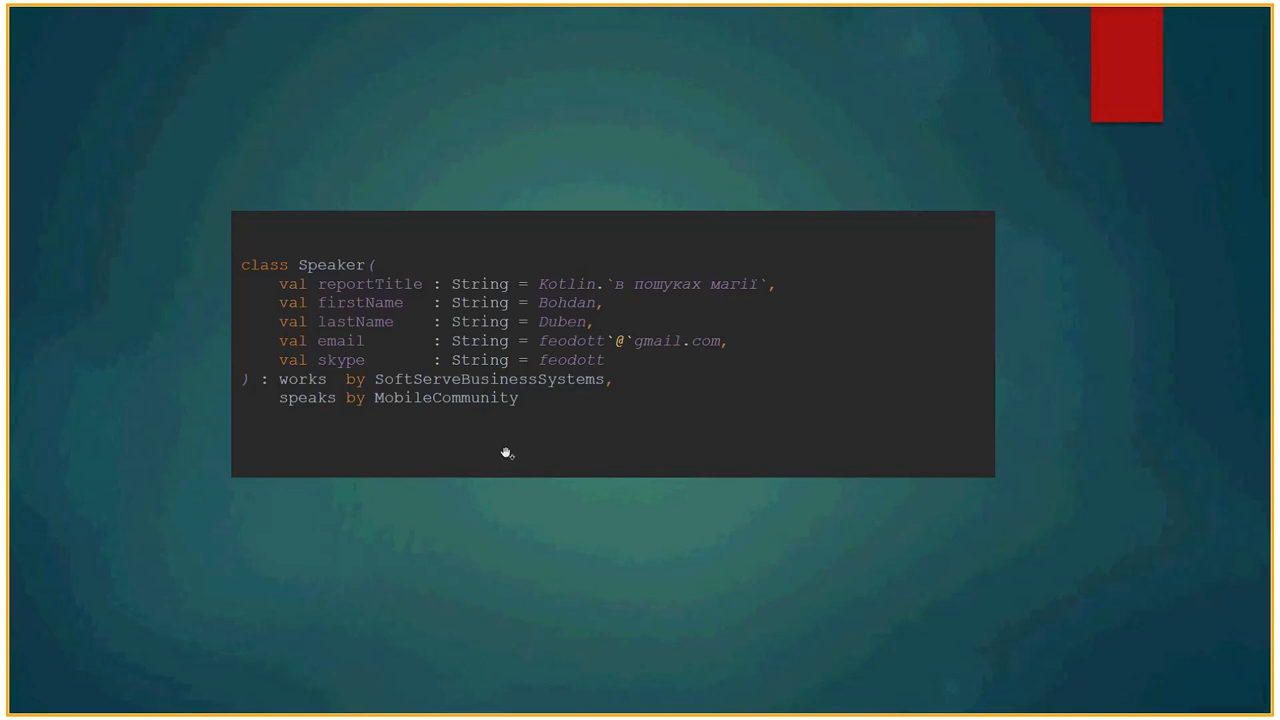 class Speaker(
val reportTitle : String = Kotlin.`в пошуках магії`,
val firstName : String = Bohdan,
val lastName : String = Duben,
val email : String = feodott`@`gmail.com,
val skype : String = feodott
) : works by SoftServeBusinessSystems,
speaks by MobileCommunity